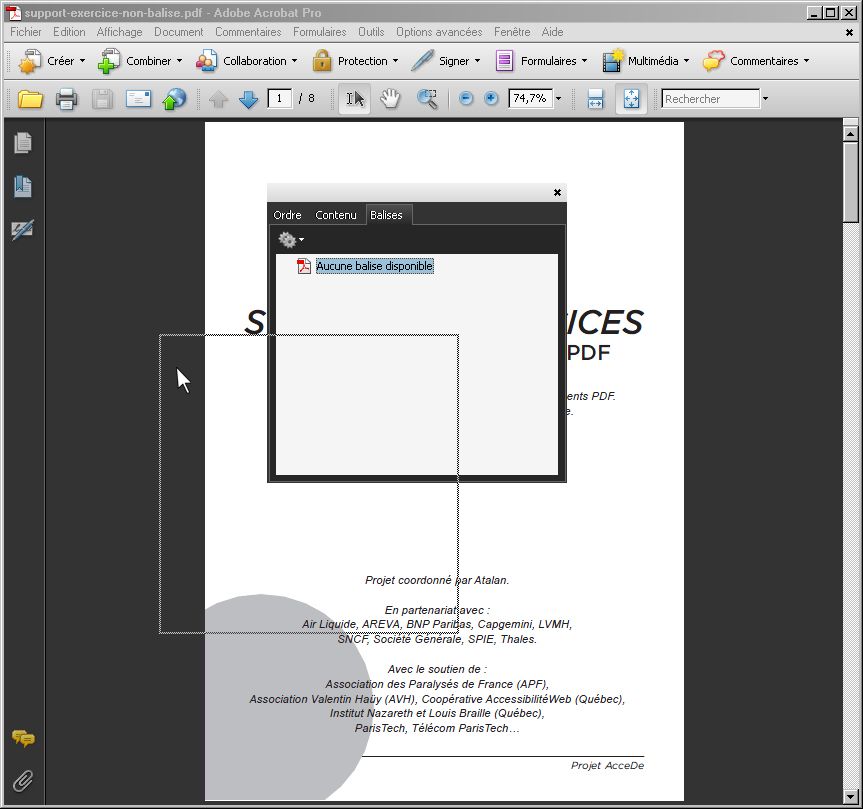 support-exercice-non-balise.pdf - Adobe Acrobat Pro
Fichier Edition Affichage Document Commentaires Formulaires Outils Options avancées Fenêtre Aide
Créer Combiner Collaboration Protection Signer Formulaires Multimédia Commentaires
1 / 8 74,7% Rechercher
Ordre Contenu Balises
Aucune balise disponible
S ICES
PDF
ents PDF.
e.
Projet coordonné par Atalan.
En partenariat avec :
Air Liquide, AREVA, BNP Paribas, Capgemini, LVMH,
SNCF, Société Générale, SPIE, Thales.
Avec le soutien de :
Association des Paralysés de France (APF),
Association Valentin Haüy (AVH), Coopérative AccessibilitéWeb (Québec),
Institut Nazareth et Louis Braille (Québec),
ParisTech, Télécom ParisTech…
Projet AcceDe